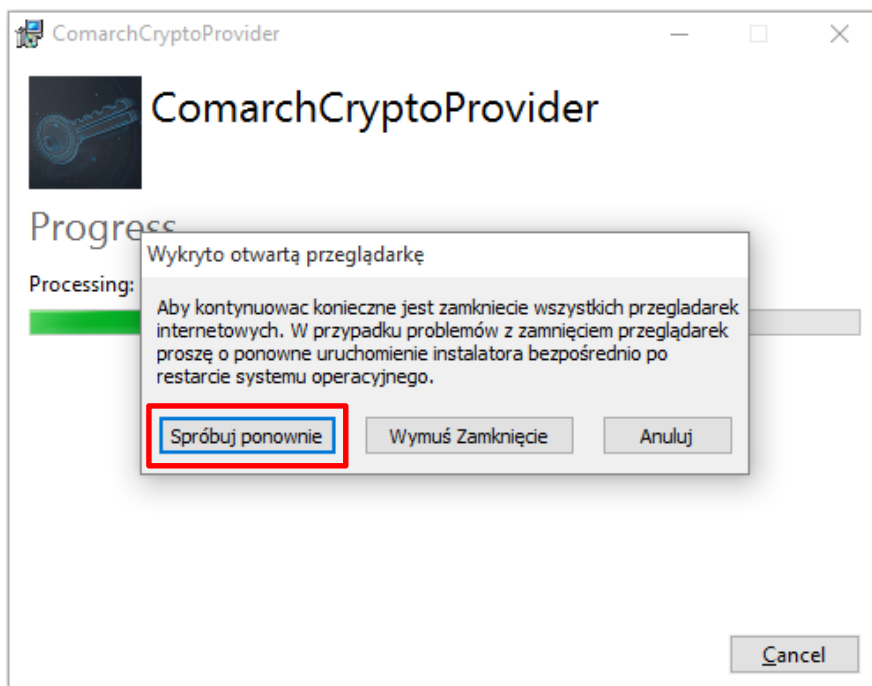 ComarchCryptoProvider
ComarchCryptoProvider
Progress
Wykryto otwartą przeglądarkę
Processing:
Aby kontynuowac konieczne jest zamkniecie wszystkich przegladarek
internetowych. W przypadku problemów z zamnięciem przeglądarek
proszę o ponowne uruchomienie instalatora bezpośrednio po
restarcie systemu operacyjnego.
Spróbuj ponownie Wymuś Zamknięcie Anuluj
Cancel